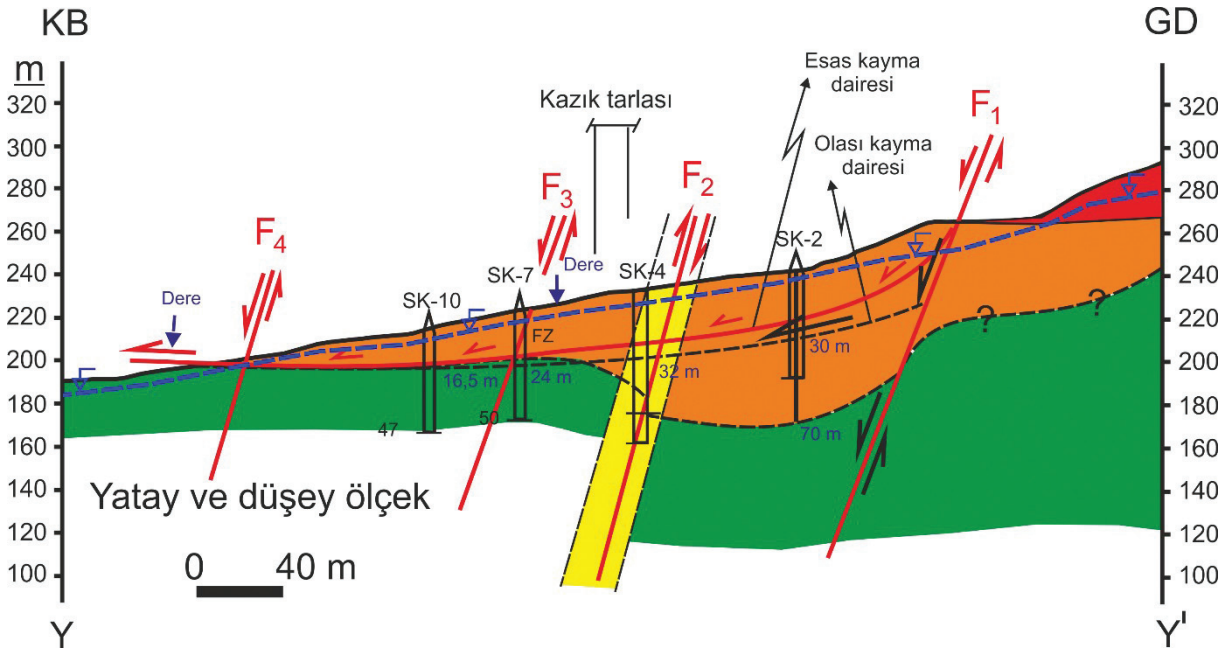 KB
GD
m
m
320
300
280
260
240
220
200
180
160
140
120
100
320
300
280
260
240
220
200
180
160
140
120
100
Esas kayma
dairesi
Kazık tarlası
Olası kayma
dairesi
F1
F2
F3
F4
Dere
Dere
SK-10
SK-7
SK-4
SK-2
FZ
16,5 m
24 m
32 m
30 m
70 m
47
50
?
?
Yatay ve düşey ölçek
0 40 m
Y
Y'